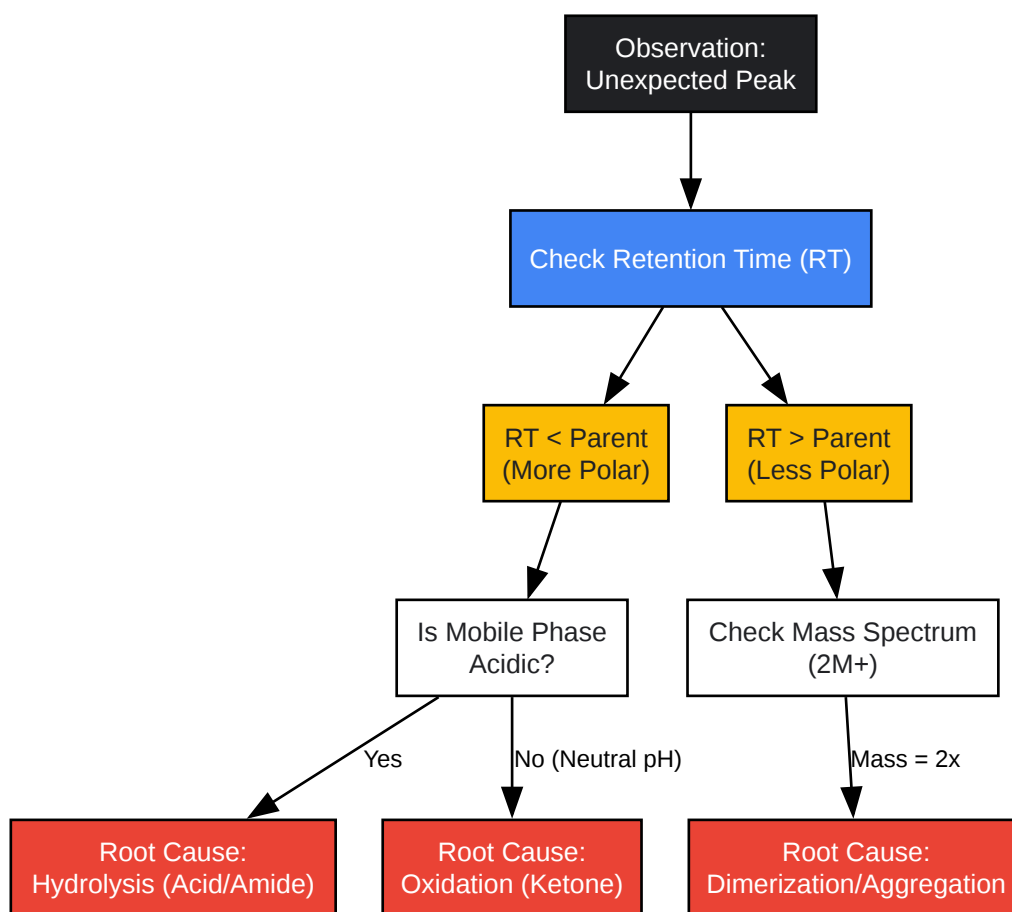 Observation:
Unexpected Peak
Check Retention Time (RT)
RT < Parent
(More Polar)
RT > Parent
(Less Polar)
Is Mobile Phase
Acidic?
Check Mass Spectrum
(2M+)
Yes
No (Neutral pH)
Mass = 2x
Root Cause:
Hydrolysis (Acid/Amide)
Root Cause:
Oxidation (Ketone)
Root Cause:
Dimerization/Aggregation